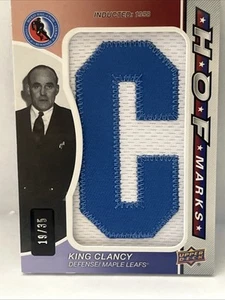 INDUCTED: 1958
C
H·O·F
MARKS
19/35
KING CLANCY
DEFENSE/MAPLE LEAFS
UPPER DECK